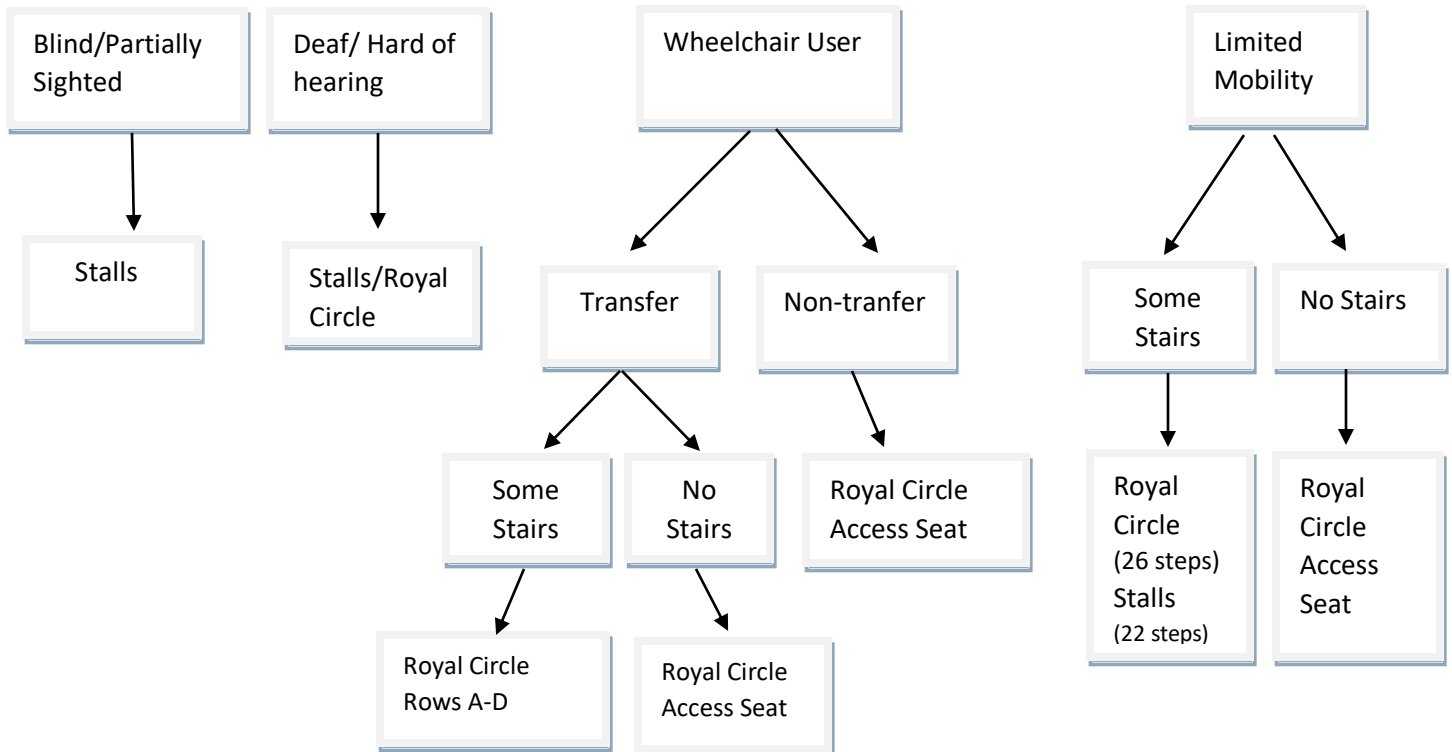 Blind/Partially
Sighted
Deaf/ Hard of
hearing
Wheelchair User
Limited
Mobility
Stalls
Stalls/Royal
Circle
Transfer
Non-tranfer
Some
Stairs
No Stairs
Some
Stairs
No
Stairs
Royal Circle
Access Seat
Royal
Circle
(26 steps)
Stalls
(22 steps)
Royal
Circle
Access
Seat
Royal Circle
Rows A-D
Royal Circle
Access Seat